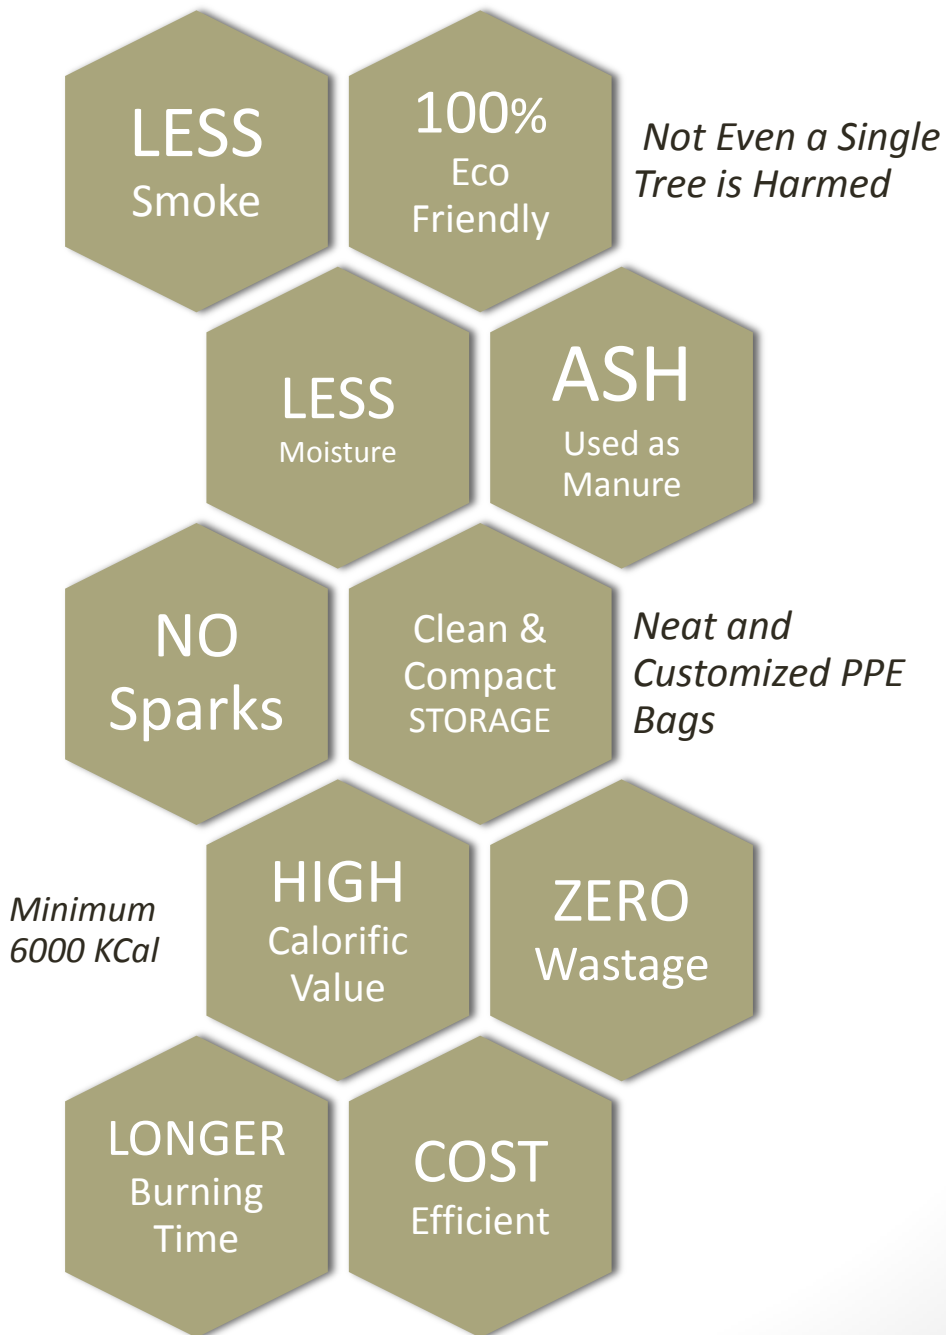 LESS
Smoke
100%
Eco
Friendly
Not Even a Single
Tree is Harmed
LESS
Moisture
ASH
Used as
Manure
NO
Sparks
Clean &
Compact
STORAGE
Neat and
Customized PPE
Bags
Minimum
6000 KCal
HIGH
Calorific
Value
ZERO
Wastage
LONGER
Burning
Time
COST
Efficient